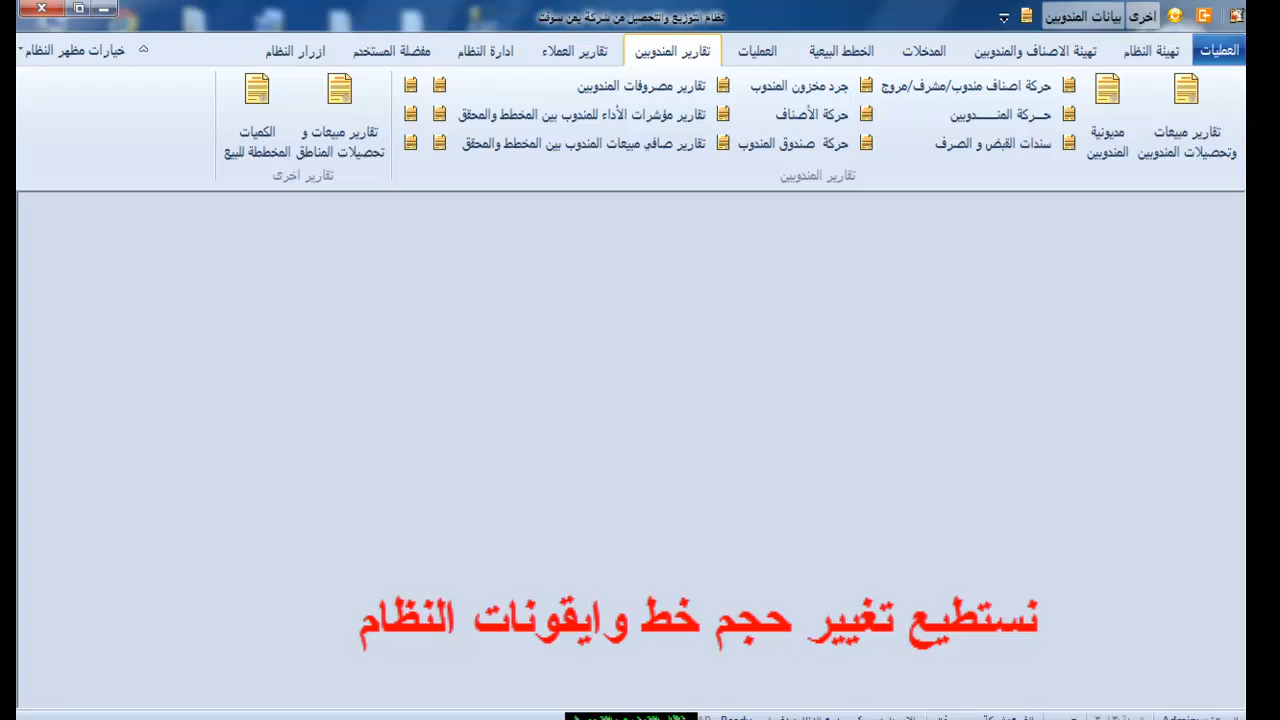 نظام التوزيع والتحصيل من شركة يمن سوفت
بيانات المندوبين اخرى
العمليات تهيئة النظام تهيئة الاصناف والمندوبين المدخلات الخطط البيعية العمليات تقارير المندوبين تقارير العملاء ادارة النظام مفضلة المستخدم ازرار النظام خيارات مظهر النظام
تقارير مبيعات وتحصيلات المندوبين
مديونية المندوبين
حركة اصناف مندوب/مشرف/مروج
حــركة المنـــــدوبين
سندات القبض و الصرف
جرد مخزون المندوب
حركة الأصناف
حركة صندوق المندوب
تقارير مصروفات المندوبين
تقارير مؤشرات الأداء للمندوب بين المخطط والمحقق
تقارير صافي مبيعات المندوب بين المخطط والمحقق
تقارير المندوبين
تقارير مبيعات و تحصيلات المناطق
الكميات المخططة للبيع
تقارير اخرى
نستطيع تغيير حجم خط وايقونات النظام